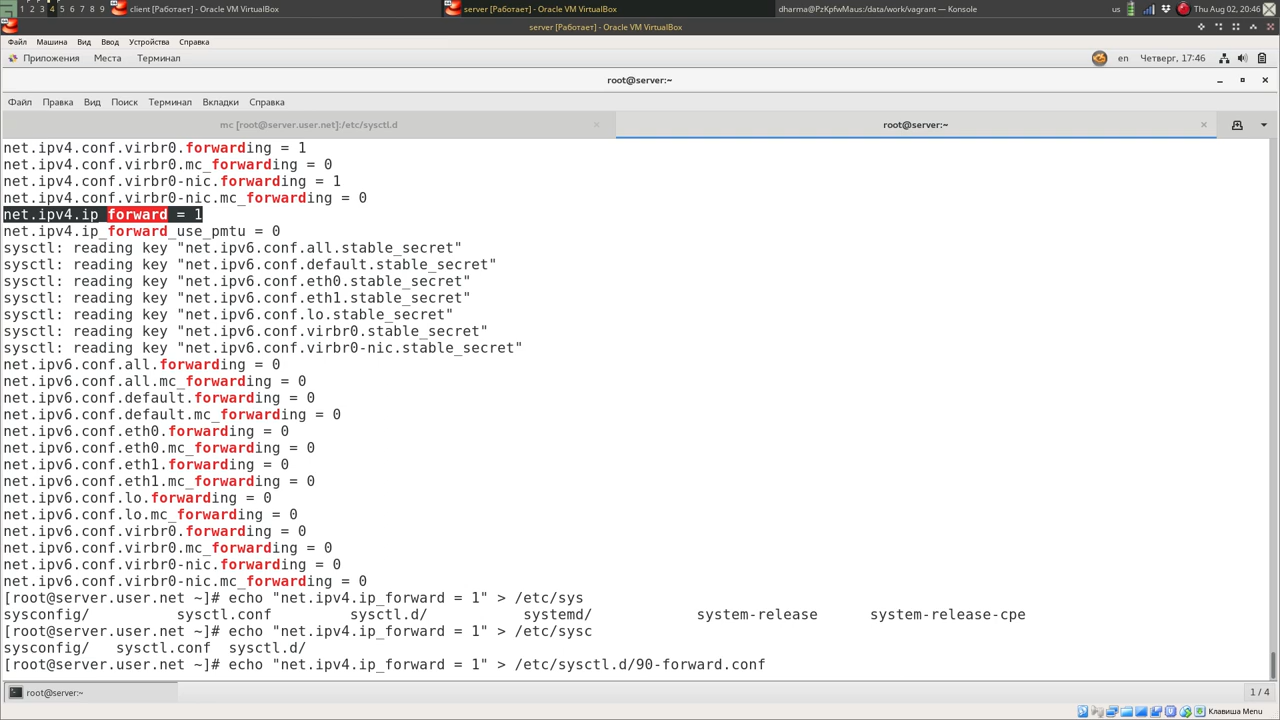 1 2 3 4 5 6 7 8 9 client [Работает] - Oracle VM VirtualBox server [Работает] - Oracle VM VirtualBox dharma@PzKpfwMaus:/data/work/vagrant — Konsole us Thu Aug 02, 20:46
server [Работает] - Oracle VM VirtualBox
Файл Машина Вид Ввод Устройства Справка
Приложения Места Терминал en Четверг, 17:46
root@server:~
Файл Правка Вид Поиск Терминал Вкладки Справка
mc [root@server.user.net]:/etc/sysctl.d × root@server:~ ×
net.ipv4.conf.virbr0.forwarding = 1
net.ipv4.conf.virbr0.mc_forwarding = 0
net.ipv4.conf.virbr0-nic.forwarding = 1
net.ipv4.conf.virbr0-nic.mc_forwarding = 0
net.ipv4.ip_forward = 1
net.ipv4.ip_forward_use_pmtu = 0
sysctl: reading key "net.ipv6.conf.all.stable_secret"
sysctl: reading key "net.ipv6.conf.default.stable_secret"
sysctl: reading key "net.ipv6.conf.eth0.stable_secret"
sysctl: reading key "net.ipv6.conf.eth1.stable_secret"
sysctl: reading key "net.ipv6.conf.lo.stable_secret"
sysctl: reading key "net.ipv6.conf.virbr0.stable_secret"
sysctl: reading key "net.ipv6.conf.virbr0-nic.stable_secret"
net.ipv6.conf.all.forwarding = 0
net.ipv6.conf.all.mc_forwarding = 0
net.ipv6.conf.default.forwarding = 0
net.ipv6.conf.default.mc_forwarding = 0
net.ipv6.conf.eth0.forwarding = 0
net.ipv6.conf.eth0.mc_forwarding = 0
net.ipv6.conf.eth1.forwarding = 0
net.ipv6.conf.eth1.mc_forwarding = 0
net.ipv6.conf.lo.forwarding = 0
net.ipv6.conf.lo.mc_forwarding = 0
net.ipv6.conf.virbr0.forwarding = 0
net.ipv6.conf.virbr0.mc_forwarding = 0
net.ipv6.conf.virbr0-nic.forwarding = 0
net.ipv6.conf.virbr0-nic.mc_forwarding = 0
[root@server.user.net ~]# echo "net.ipv4.ip_forward = 1" > /etc/sys
sysconfig/ sysctl.conf sysctl.d/ systemd/ system-release system-release-cpe
[root@server.user.net ~]# echo "net.ipv4.ip_forward = 1" > /etc/sysc
sysconfig/ sysctl.conf sysctl.d/
[root@server.user.net ~]# echo "net.ipv4.ip_forward = 1" > /etc/sysctl.d/90-forward.conf
root@server:~ 1 / 4
Клавиша Menu